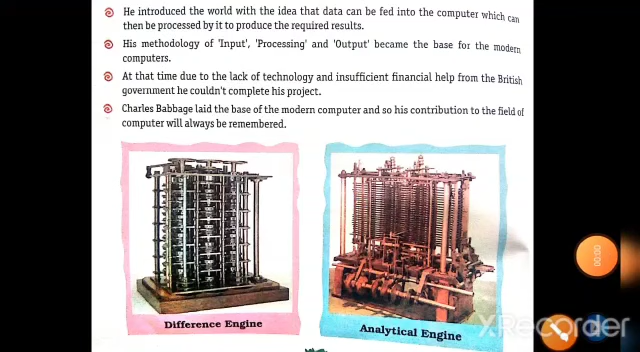 He introduced the world with the idea that data can be fed into the computer which can
then be processed by it to produce the required results.
His methodology of 'Input', 'Processing' and 'Output' became the base for the modern
computers.
At that time due to the lack of technology and insufficient financial help from the British
government he couldn't complete his project.
Charles Babbage laid the base of the modern computer and so his contribution to the field of
computer will always be remembered.
Difference Engine
Analytical Engine
00:00
XRecorder